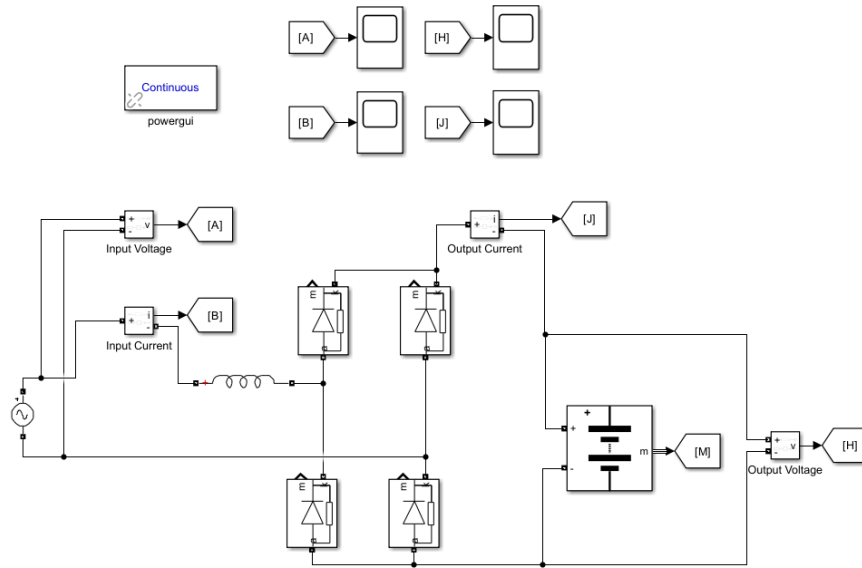 [A]
[H]
Continuous
powergui
[B]
[J]
+
-
v
[A]
Input Voltage
+
i
-
[J]
Output Current
+
i
-
[B]
Input Current
+
m
m
+
+
-
m
[M]
+
-
v
[H]
Output Voltage
m
m